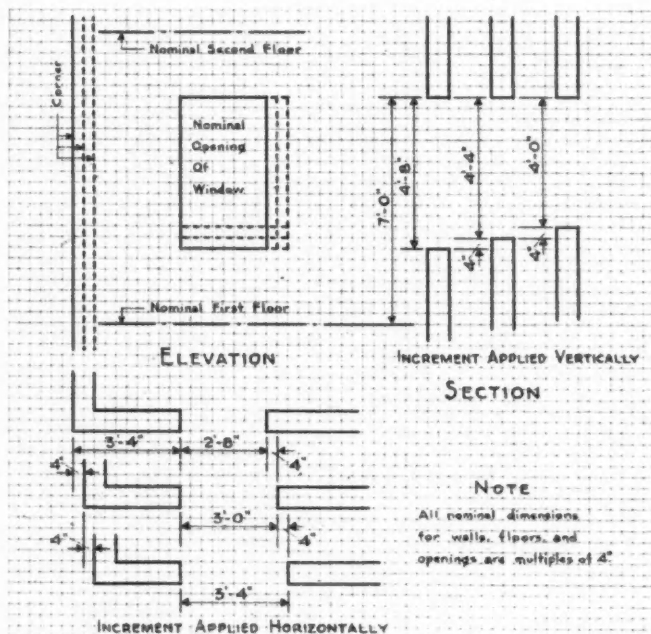 Nominal Second Floor
Corner
Nominal
Opening
Of
Window
7'-0"
4'-8"
4'-4"
4'-0"
4"
4"
Nominal First Floor
ELEVATION
INCREMENT APPLIED VERTICALLY
SECTION
3'-4"
2'-8"
4"
4"
3'-0"
4"
4"
3'-4"
INCREMENT APPLIED HORIZONTALLY
NOTE
All nominal dimensions
for walls, floors, and
openings are multiples of 4"